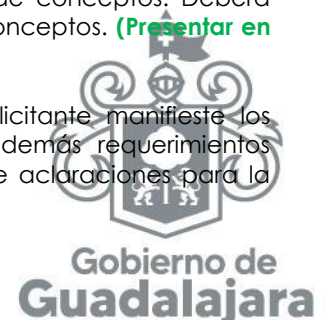 de conceptos. Deberá
conceptos. (Presentar en
licitante manifieste los
demás requerimientos
e aclaraciones para la
Gobierno de
Guadalajara